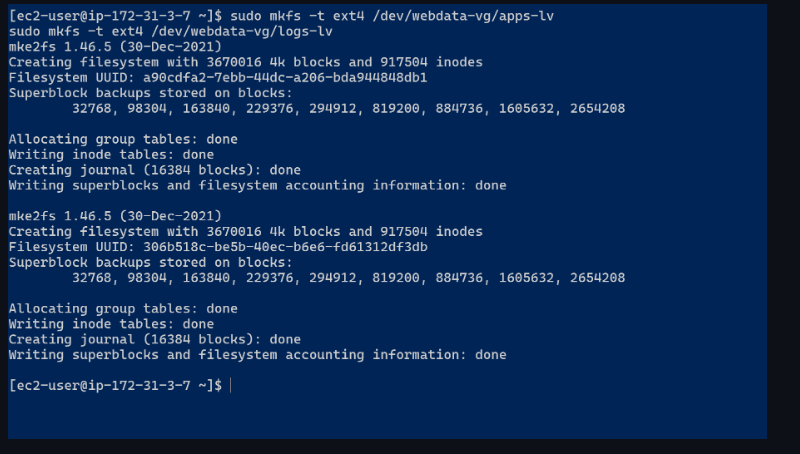 [ec2-user@ip-172-31-3-7 ~]$ sudo mkfs -t ext4 /dev/webdata-vg/apps-lv
sudo mkfs -t ext4 /dev/webdata-vg/logs-lv
mke2fs 1.46.5 (30-Dec-2021)
Creating filesystem with 3670016 4k blocks and 917504 inodes
Filesystem UUID: a90cdfa2-7ebb-44dc-a206-bda944848db1
Superblock backups stored on blocks:
        32768, 98304, 163840, 229376, 294912, 819200, 884736, 1605632, 2654208
Allocating group tables: done
Writing inode tables: done
Creating journal (16384 blocks): done
Writing superblocks and filesystem accounting information: done
mke2fs 1.46.5 (30-Dec-2021)
Creating filesystem with 3670016 4k blocks and 917504 inodes
Filesystem UUID: 306b518c-be5b-40ec-b6e6-fd61312df3db
Superblock backups stored on blocks:
        32768, 98304, 163840, 229376, 294912, 819200, 884736, 1605632, 2654208
Allocating group tables: done
Writing inode tables: done
Creating journal (16384 blocks): done
Writing superblocks and filesystem accounting information: done
[ec2-user@ip-172-31-3-7 ~]$